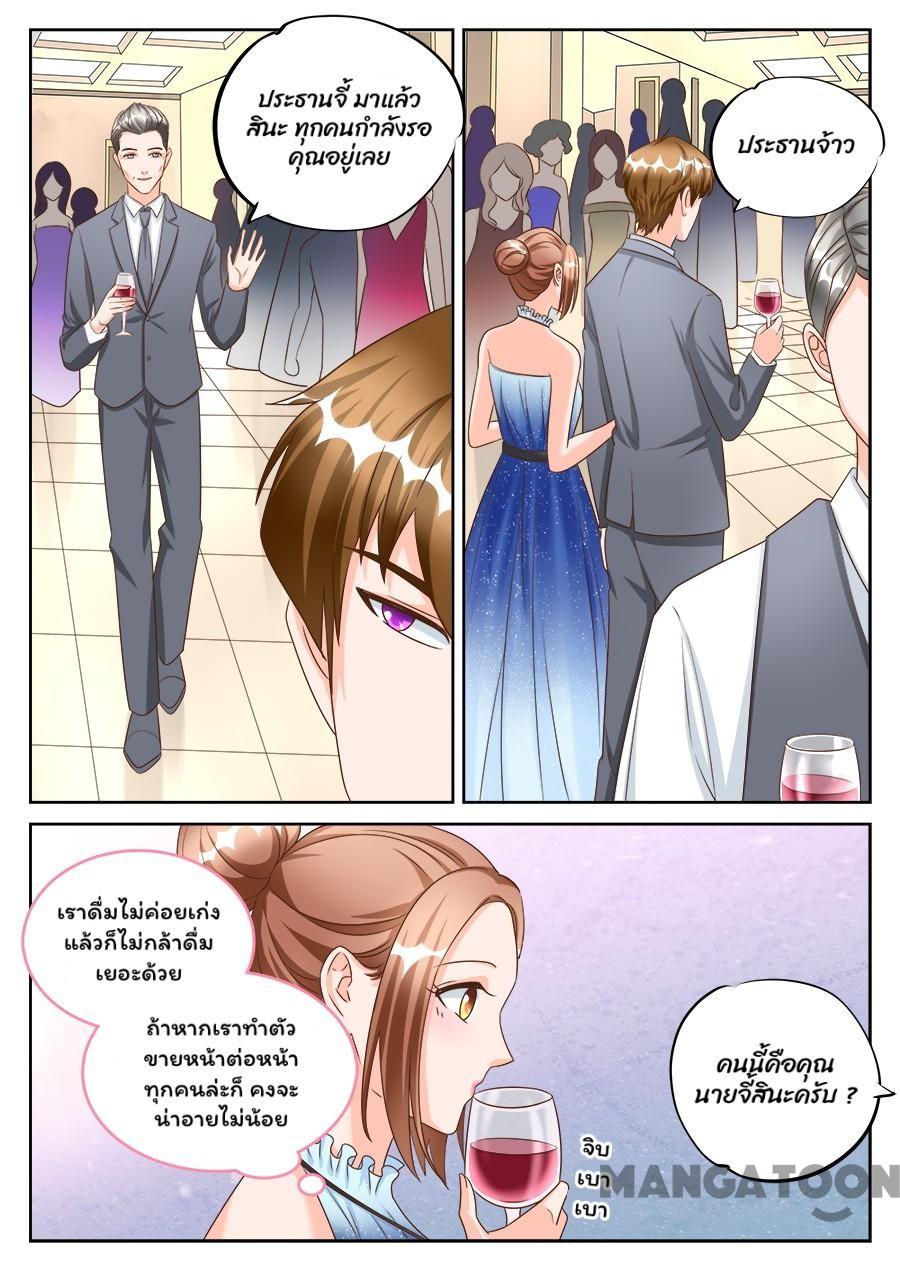 ประธานจี้ มาแล้ว
สินะ ทุกคนกำลังรอ
คุณอยู่เลย
ประธานจ้าว
เราดื่มไม่ค่อยเก่ง
แล้วก็ไม่กล้าดื่ม
เยอะด้วย
ถ้าหากเราทำตัว
ขายหน้าต่อหน้า
ทุกคนล่ะก็ คงจะ
น่าอายไม่น้อย
คนนี้คือคุณ
นายจี้สินะครับ ?
จิบ
เบา
เบา
MANGATOON